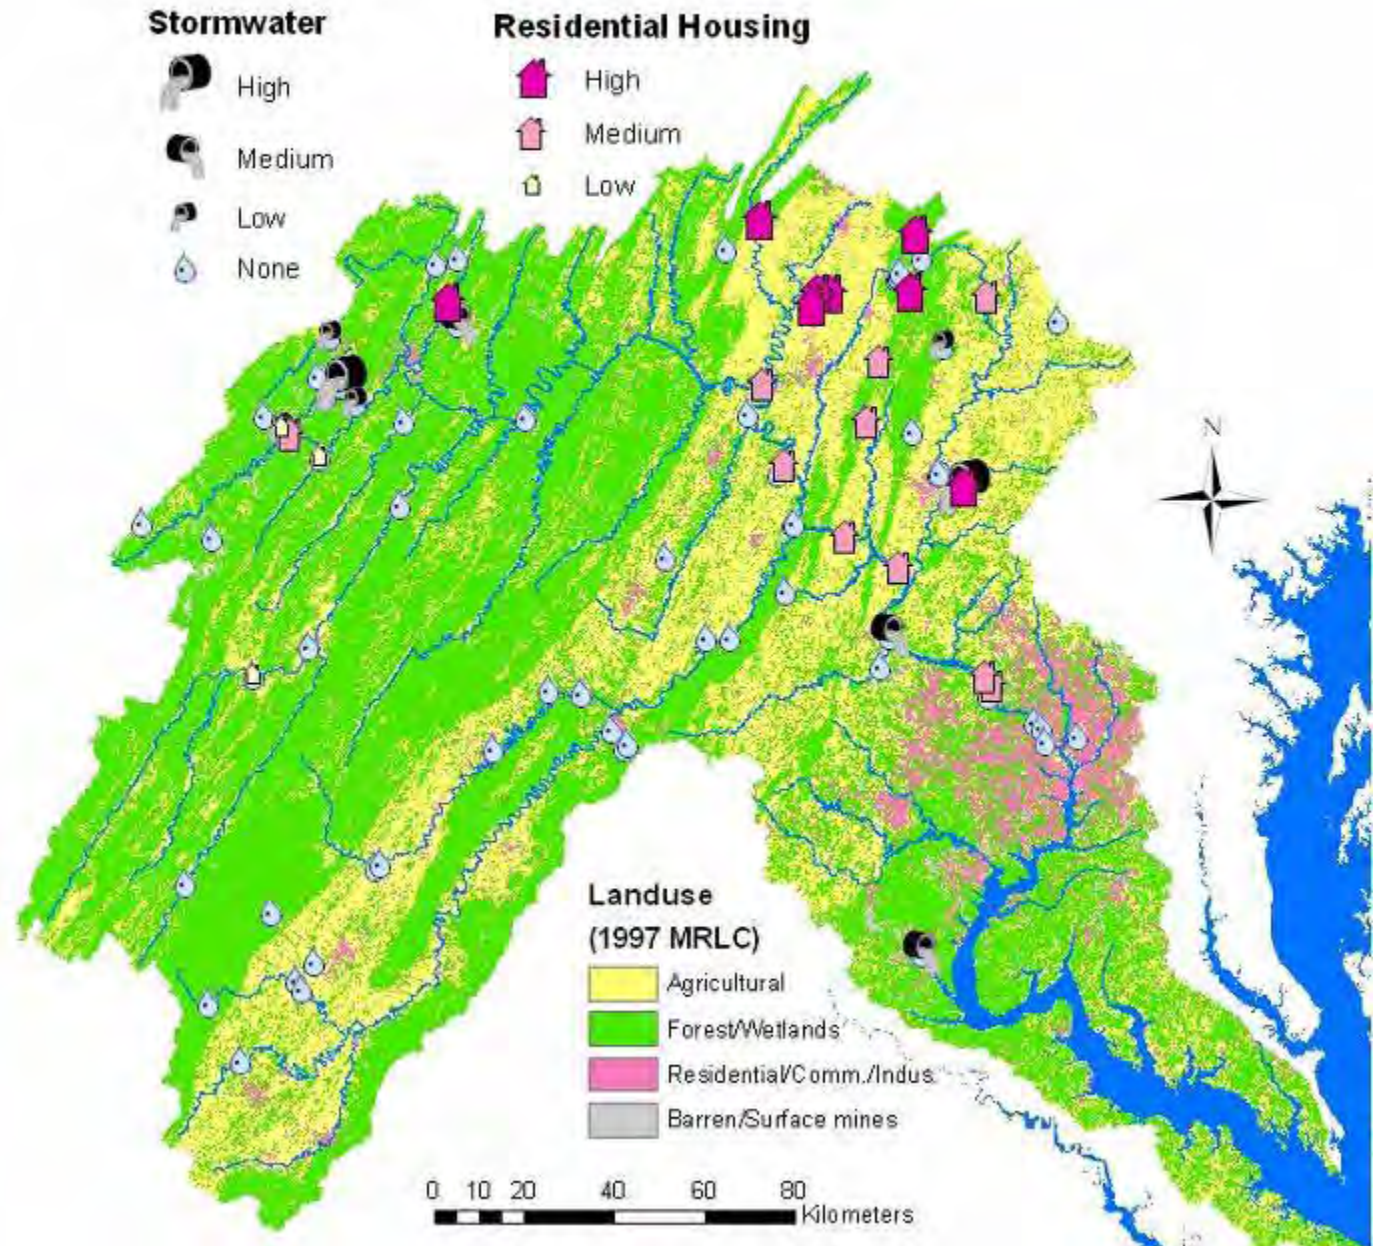 Stormwater
High
Medium
Low
None
Residential Housing
High
Medium
Low
N
Landuse
(1997 MRLC)
Agricultural
Forest/Wetlands
Residential/Comm./Indus.
Barren/Surface mines
0 10 20 40 60 80
Kilometers